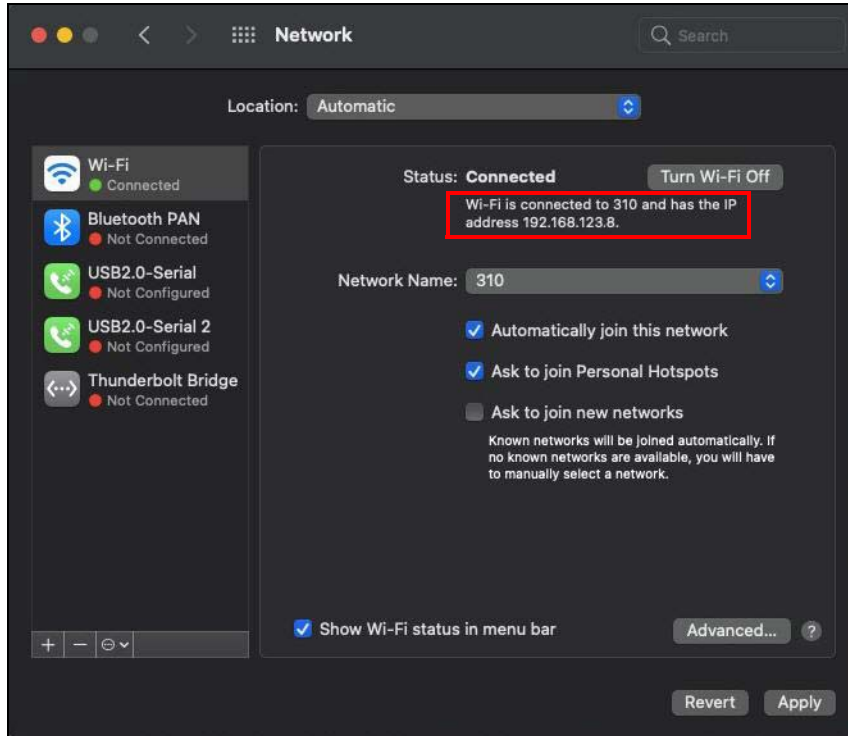 Network
Search
Location: Automatic
Wi-Fi
Connected
Bluetooth PAN
Not Connected
USB2.0-Serial
Not Configured
USB2.0-Serial 2
Not Configured
Thunderbolt Bridge
Not Connected
Status: Connected
Turn Wi-Fi Off
Wi-Fi is connected to 310 and has the IP
address 192.168.123.8.
Network Name: 310
Automatically join this network
Ask to join Personal Hotspots
Ask to join new networks
Known networks will be joined automatically. If
no known networks are available, you will have
to manually select a network.
Show Wi-Fi status in menu bar
Advanced...
?
Revert
Apply